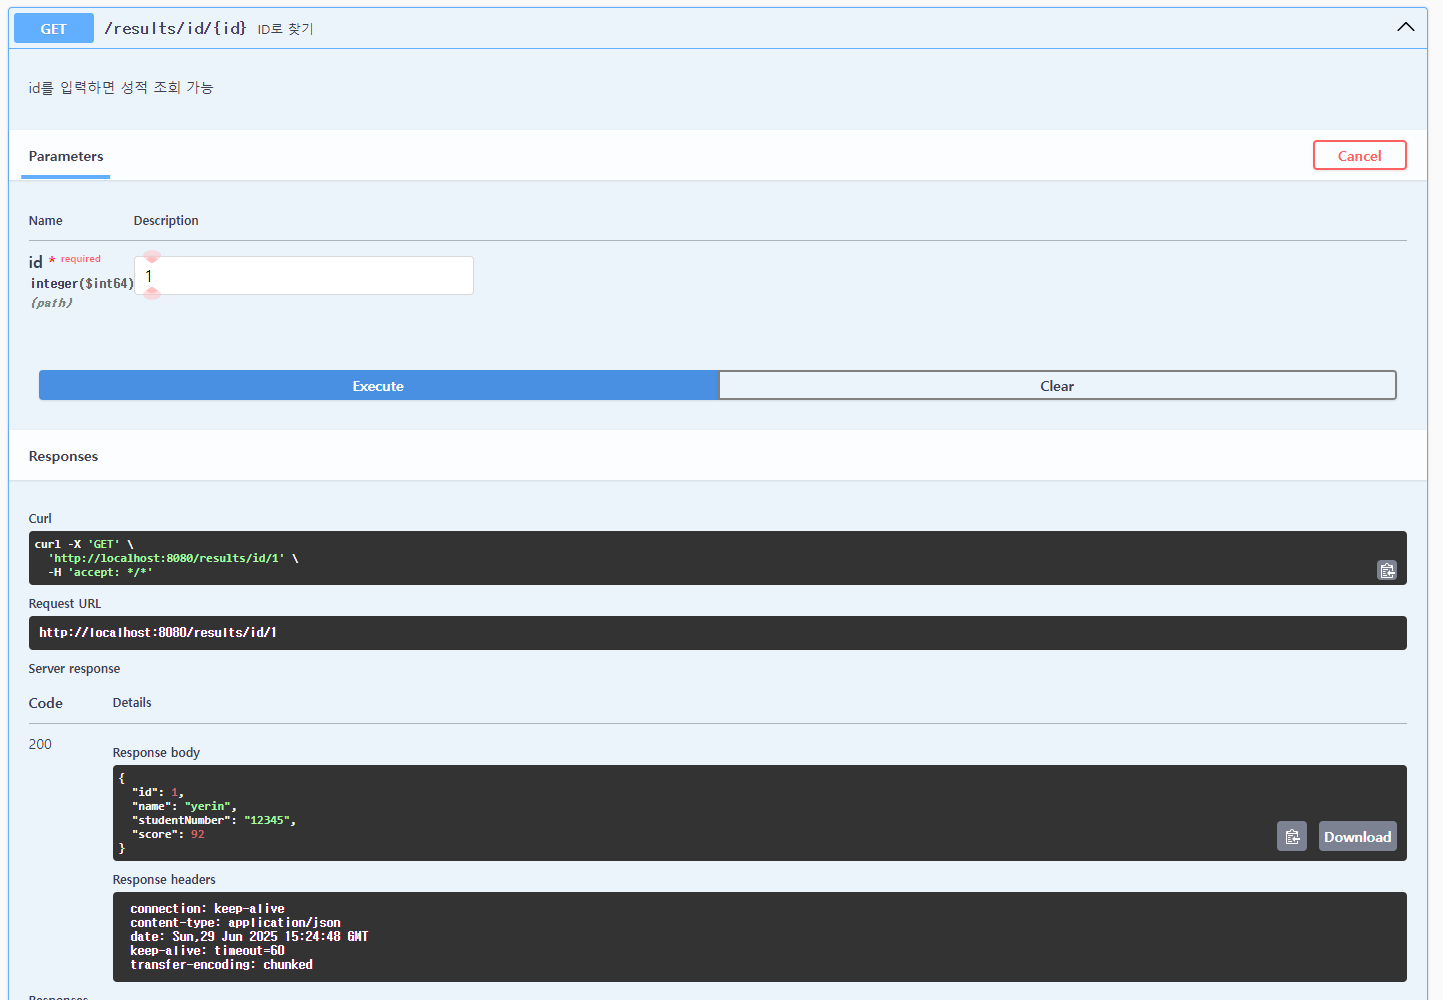 GET /results/id/{id} ID로 찾기
id를 입력하면 성적 조회 가능
Parameters
Cancel
Name Description
id * required
integer($int64)
(path)
1
Execute
Clear
Responses
Curl
curl -X 'GET' \
'http://localhost:8080/results/id/1' \
-H 'accept: */*'
Request URL
http://localhost:8080/results/id/1
Server response
Code Details
200
Response body
{
"id": 1,
"name": "yerin",
"studentNumber": "12345",
"score": 92
}
Download
Response headers
connection: keep-alive
content-type: application/json
date: Sun,29 Jun 2025 15:24:48 GMT
keep-alive: timeout=60
transfer-encoding: chunked
Responses